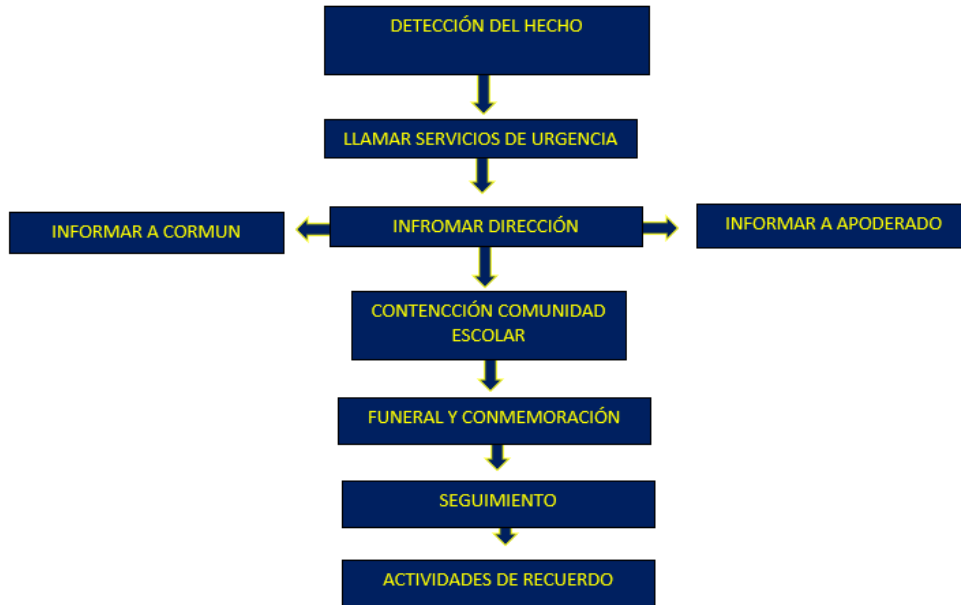 DETECCIÓN DEL HECHO
LLAMAR SERVICIOS DE URGENCIA
INFORMAR A CORMUN
INFROMAR DIRECCIÓN
INFORMAR A APODERADO
CONTENCCIÓN COMUNIDAD
ESCOLAR
FUNERAL Y CONMEMORACIÓN
SEGUIMIENTO
ACTIVIDADES DE RECUERDO